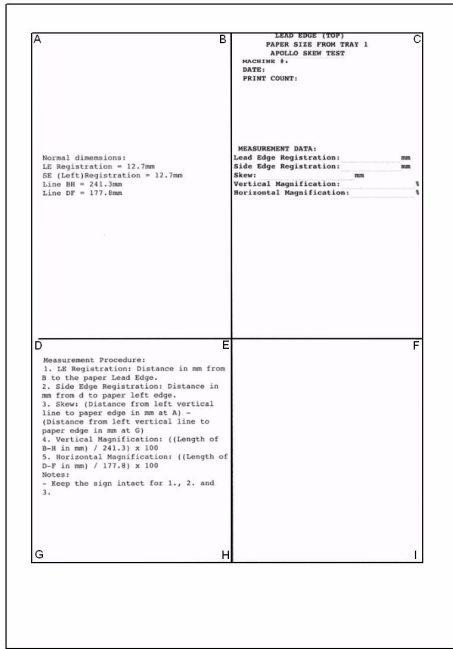 A
B
LEAD EDGE (TOP)
C
PAPER SIZE FROM TRAY 1
APOLLO SKEW TEST
MACHINE #:
DATE:
PRINT COUNT:
Normal dimemsions:
LE Registration = 12.7mm
SE (Left)Registration = 12.7mm
Line BH = 241.3mm
Line DF = 177.8mm
MEASUREMENT DATA:
Lead Edge Registration: mm
Side Edge Registration: mm
Skew: mm
Vertical Magnification: %
Horizontal Magnification: %
D
E
F
Measurement Procedure:
1. LE Registration: Distance in mm from
B to the paper Lead Edge.
2. Side Edge Registration: Distance in
mm from d to paper left edge.
3. Skew: (Distance from left vertical
line to paper edge in mm at A) -
(Distance from left vertical line to
paper edge in mm at G)
4. Vertical Magnification: ((Length of
B-H in mm) / 241.3) x 100
5. Horizontal Magnification: ((Length of
D-F in mm) / 177.8) x 100
Notes:
- Keep the sign intact for 1., 2. and
3.
G
H
I